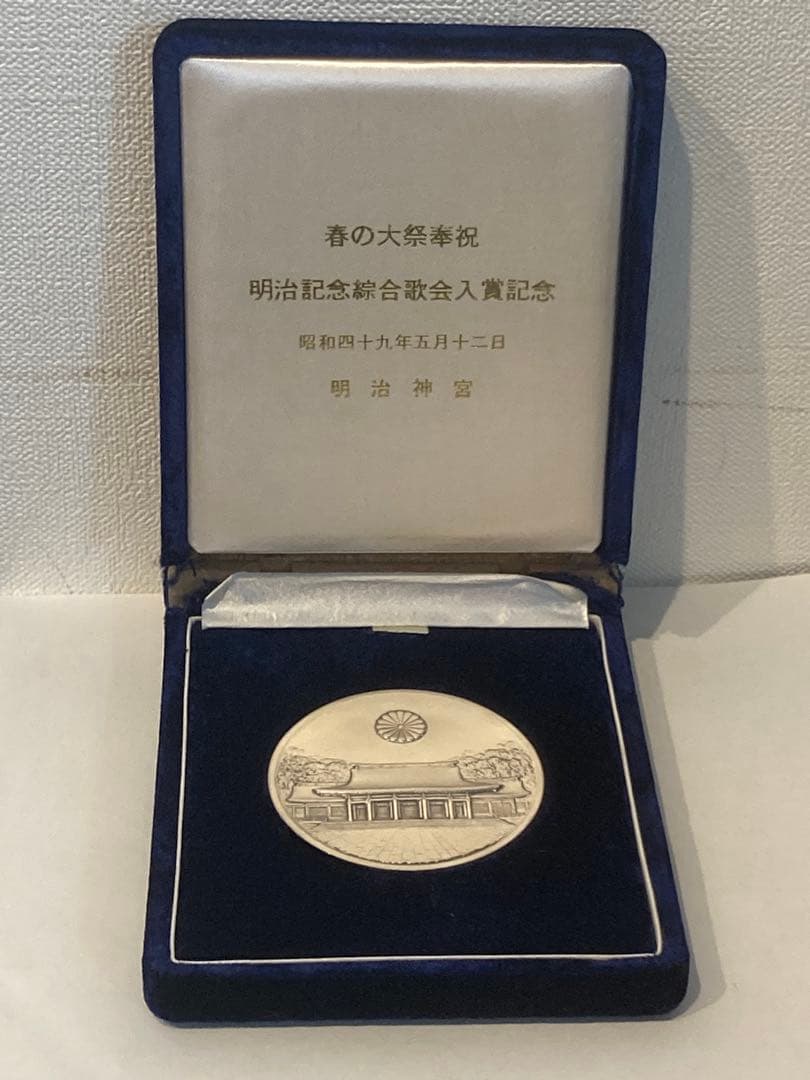 春の大祭奉祝
明治記念綜合歌会入賞記念
昭和四十九年五月十二日
明治神宮